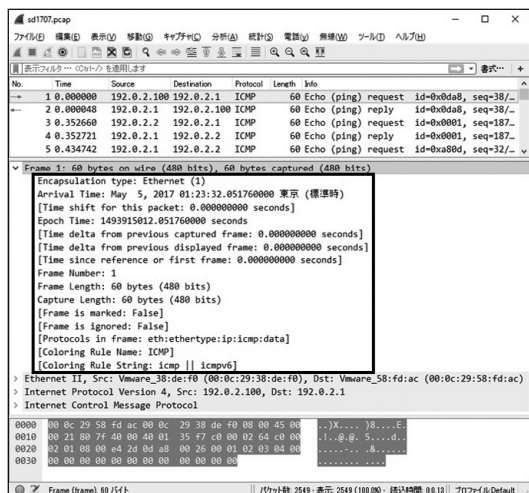 sd1707.pcap
ファイル(F) 編集(E) 表示(V) 移動(G) キャプチャ(C) 分析(A) 統計(S) 電話(y) 無線(W) ツール(T) ヘルプ(H)
表示フィルタ … <Ctrl-/> を適用します 書式… +
No. Time Source Destination Protocol Length Info
1 0.000000 192.0.2.100 192.0.2.1 ICMP 60 Echo (ping) request id=0x0da8, seq=38/…
2 0.000048 192.0.2.1 192.0.2.100 ICMP 60 Echo (ping) reply id=0x0da8, seq=38/…
3 0.352660 192.0.2.2 192.0.2.1 ICMP 60 Echo (ping) request id=0x0001, seq=187…
4 0.352721 192.0.2.1 192.0.2.2 ICMP 60 Echo (ping) reply id=0x0001, seq=187…
5 0.434742 192.0.2.2 192.0.2.1 ICMP 60 Echo (ping) request id=0xa80d, seq=32/…
Frame 1: 60 bytes on wire (480 bits), 60 bytes captured (480 bits)
Encapsulation type: Ethernet (1)
Arrival Time: May 5, 2017 01:23:32.051760000 東京 (標準時)
[Time shift for this packet: 0.000000000 seconds]
Epoch Time: 1493915012.051760000 seconds
[Time delta from previous captured frame: 0.000000000 seconds]
[Time delta from previous displayed frame: 0.000000000 seconds]
[Time since reference or first frame: 0.000000000 seconds]
Frame Number: 1
Frame Length: 60 bytes (480 bits)
Capture Length: 60 bytes (480 bits)
[Frame is marked: False]
[Frame is ignored: False]
[Protocols in frame: eth:ethertype:ip:icmp:data]
[Coloring Rule Name: ICMP]
[Coloring Rule String: icmp || icmpv6]
Ethernet II, Src: Vmware_38:de:f0 (00:0c:29:38:de:f0), Dst: Vmware_58:fd:ac (00:0c:29:58:fd:ac)
Internet Protocol Version 4, Src: 192.0.2.100, Dst: 192.0.2.1
Internet Control Message Protocol
0000 00 0c 29 58 fd ac 00 0c 29 38 de f0 08 00 45 00 ..)X.... )8....E.
0010 00 21 80 7f 40 00 40 01 35 f7 c0 00 02 64 c0 00 .!..@.@. 5....d..
0020 02 01 08 00 e4 2d 0d a8 00 26 00 01 02 03 04 00 .....-.. .&......
0030 00 00 00 00 00 00 00 00 00 00 00 00 ........ ....
Frame (frame), 60 バイト パケット数: 2549 · 表示: 2549 (100.0%) · 読込時間: 0:0.13 プロファイル:Default